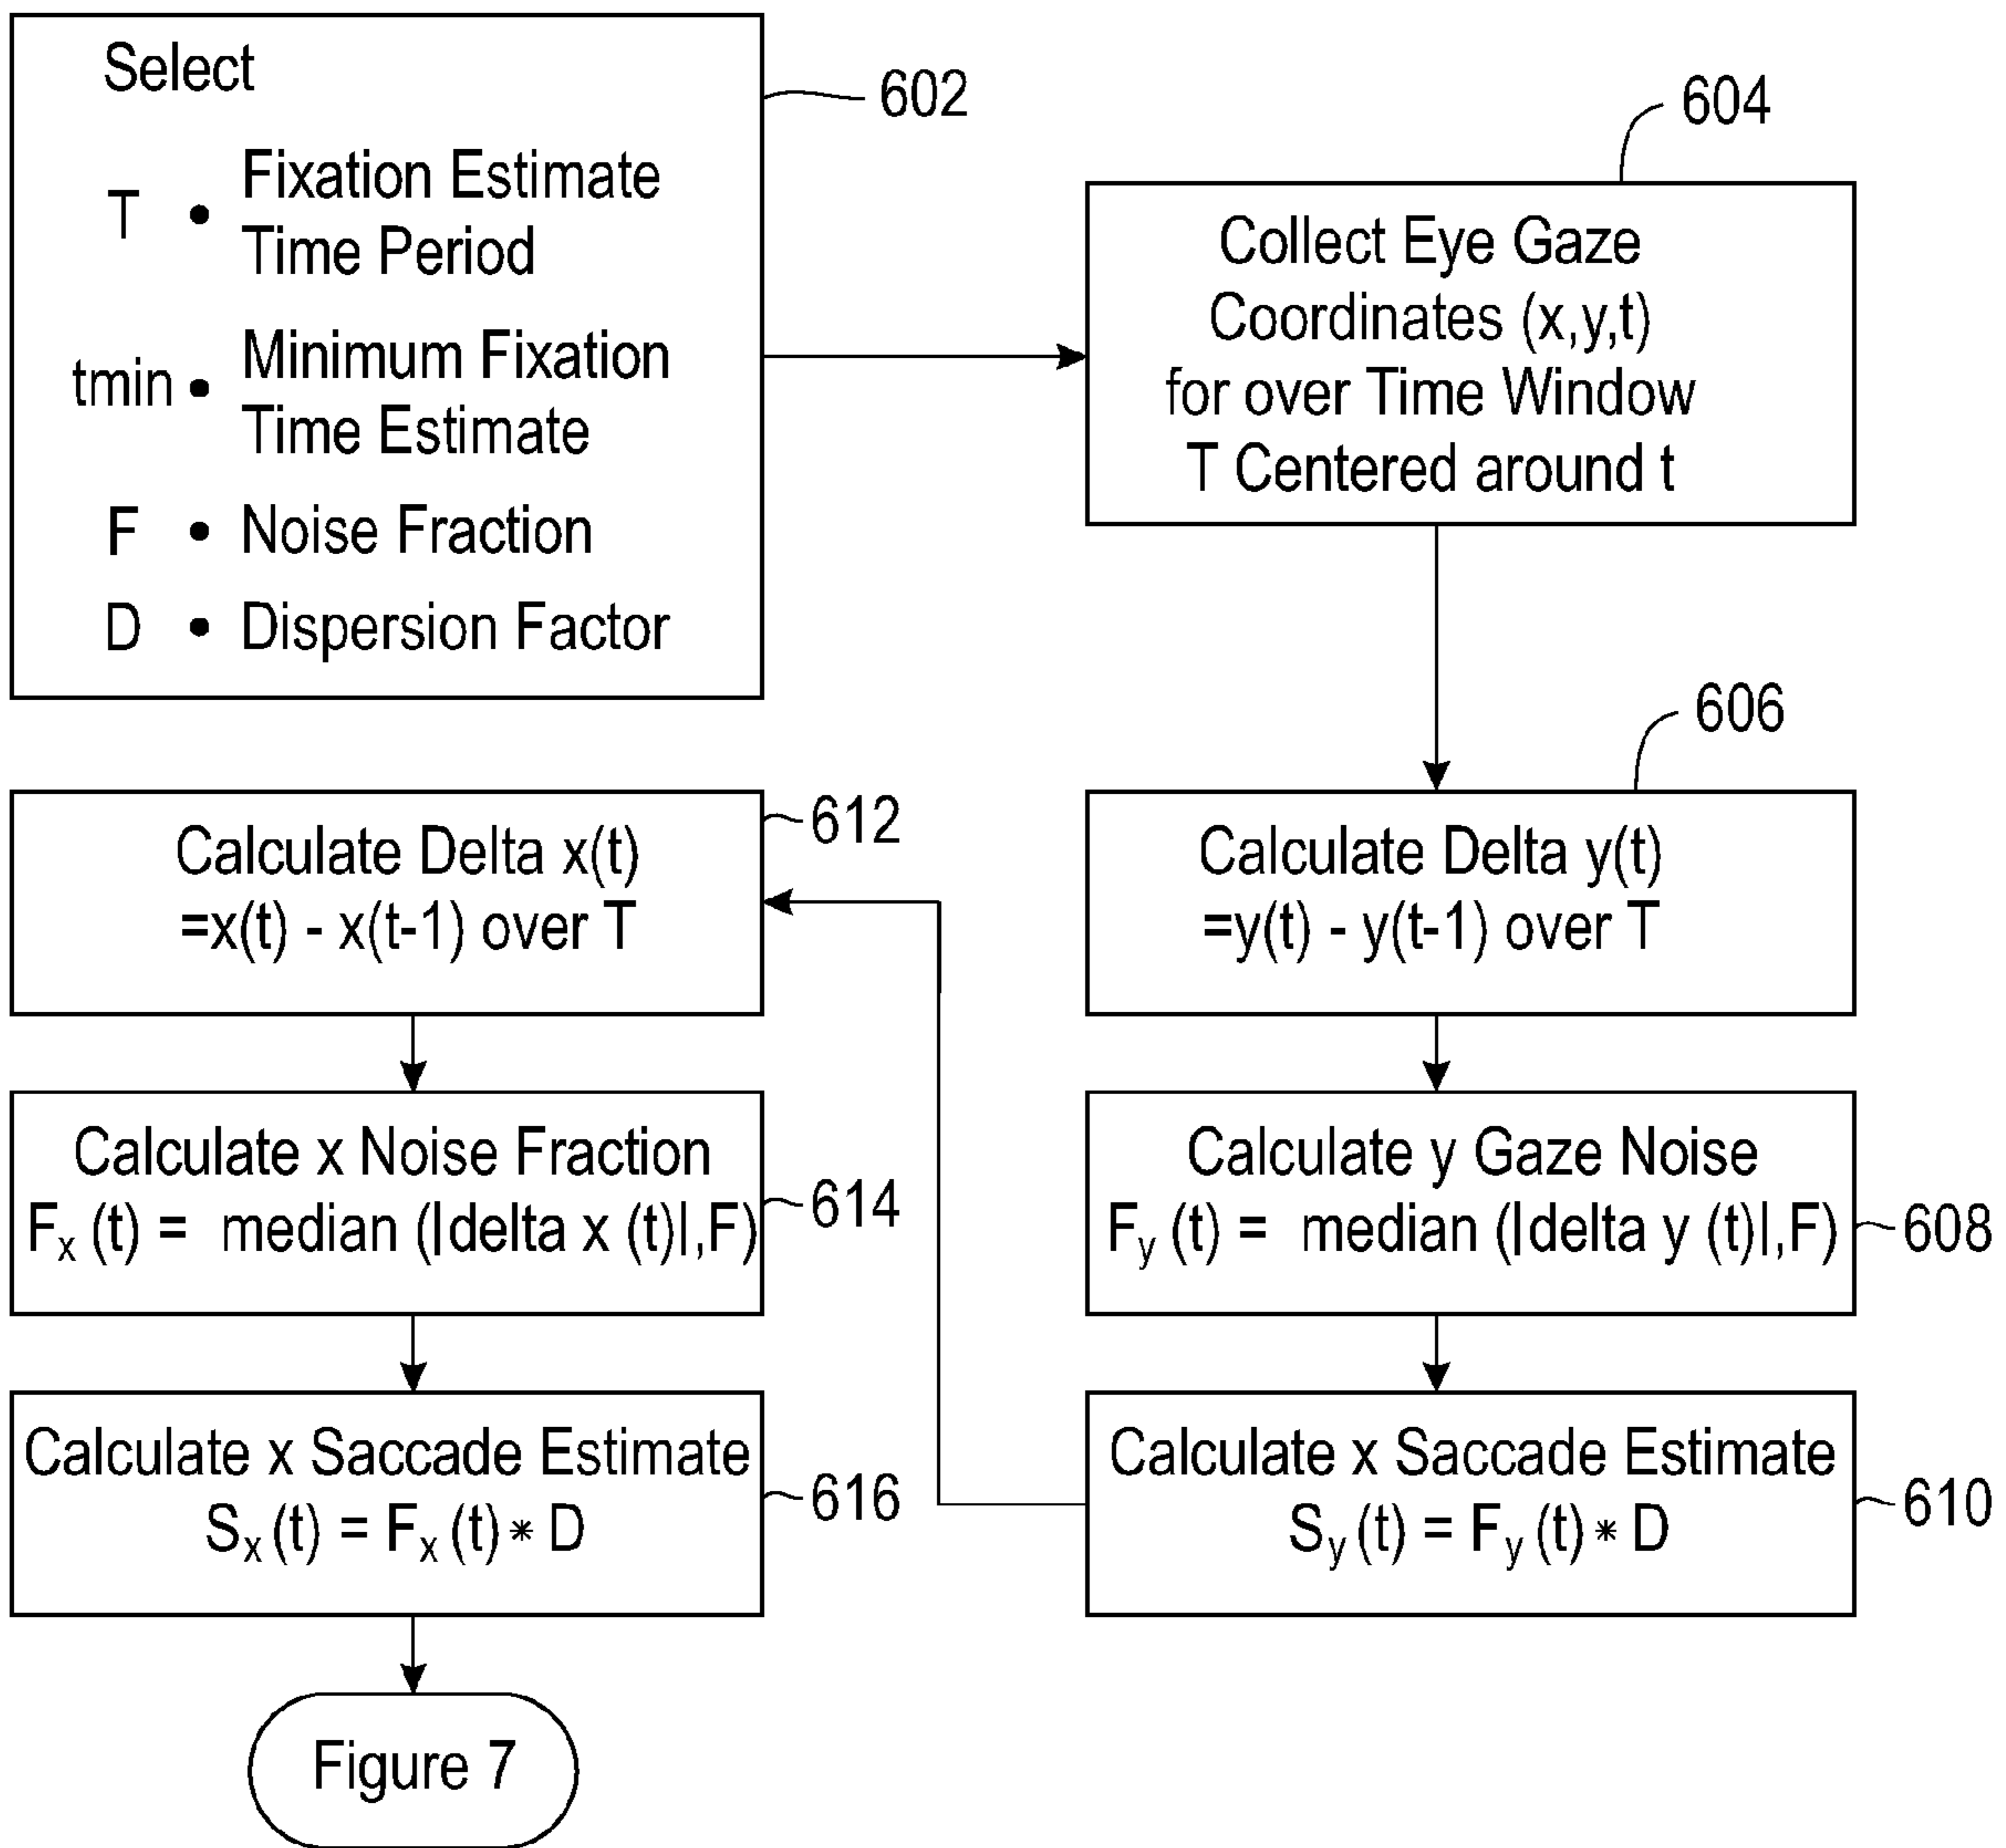 Select
602
T • Fixation Estimate
Time Period
tmin • Minimum Fixation
Time Estimate
F • Noise Fraction
D • Dispersion Factor
604
Collect Eye Gaze
Coordinates (x,y,t)
for over Time Window
T Centered around t
606
Calculate Delta y(t)
=y(t) - y(t-1) over T
Calculate y Gaze Noise
Fy (t) = median (|delta y (t)|,F)
608
Calculate x Saccade Estimate
Sy (t) = Fy (t) * D
610
612
Calculate Delta x(t)
=x(t) - x(t-1) over T
Calculate x Noise Fraction
Fx (t) = median (|delta x (t)|,F)
614
Calculate x Saccade Estimate
Sx (t) = Fx (t) * D
616
Figure 7